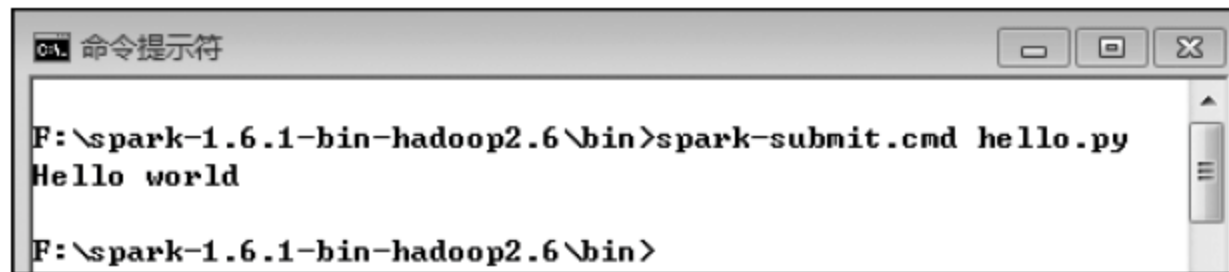 命令提示符
F:\spark-1.6.1-bin-hadoop2.6\bin>spark-submit.cmd hello.py
Hello world
F:\spark-1.6.1-bin-hadoop2.6\bin>